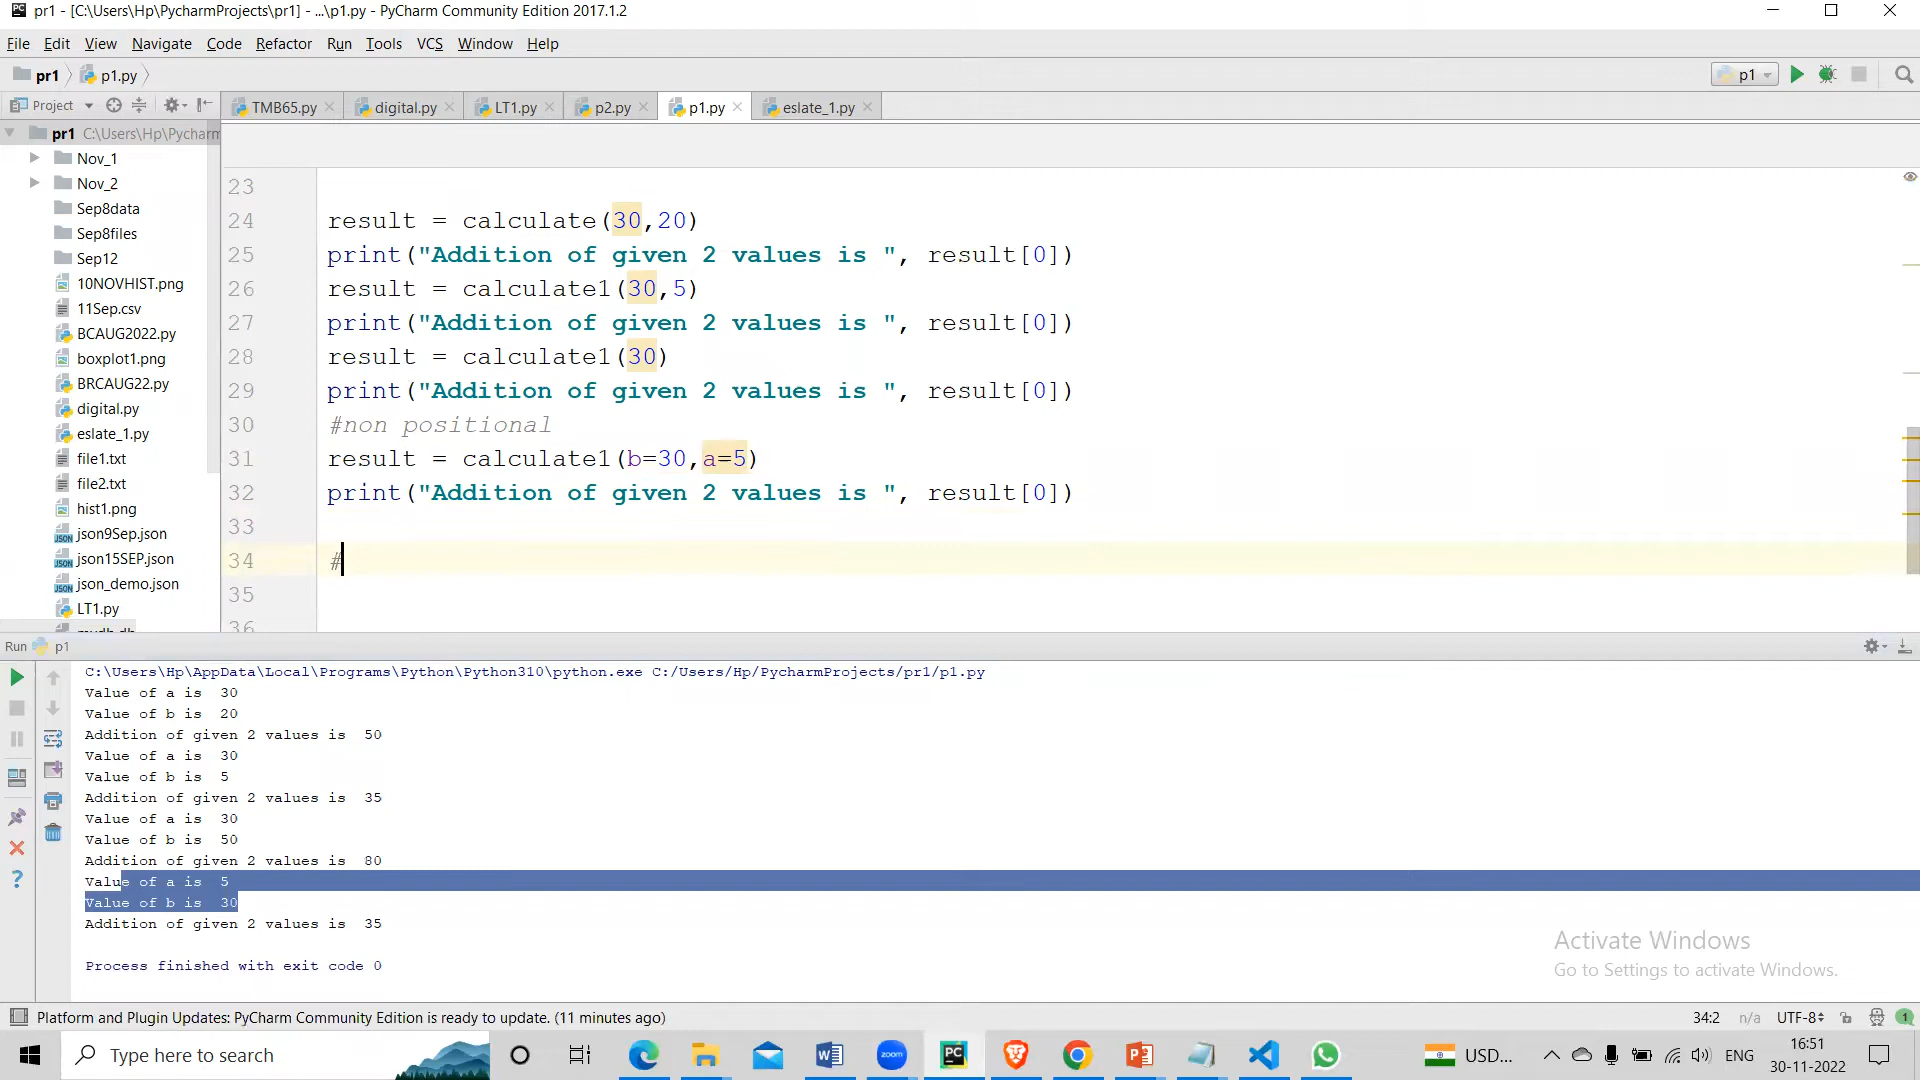 pr1 - [C:\Users\Hp\PycharmProjects\pr1] - ...\p1.py - PyCharm Community Edition 2017.1.2
File Edit View Navigate Code Refactor Run Tools VCS Window Help
pr1 p1.py p1
Project TMB65.py digital.py LT1.py p2.py p1.py eslate_1.py
pr1 C:\Users\Hp\Pycharm
Nov_1
Nov_2
Sep8data
Sep8files
Sep12
10NOVHIST.png
11Sep.csv
BCAUG2022.py
boxplot1.png
BRCAUG22.py
digital.py
eslate_1.py
file1.txt
file2.txt
hist1.png
json9Sep.json
json15SEP.json
json_demo.json
LT1.py
23
24 result = calculate(30,20)
25 print("Addition of given 2 values is ", result[0])
26 result = calculate1(30,5)
27 print("Addition of given 2 values is ", result[0])
28 result = calculate1(30)
29 print("Addition of given 2 values is ", result[0])
30 #non positional
31 result = calculate1(b=30,a=5)
32 print("Addition of given 2 values is ", result[0])
33
34 #
35
36
Run p1
C:\Users\Hp\AppData\Local\Programs\Python\Python310\python.exe C:/Users/Hp/PycharmProjects/pr1/p1.py
Value of a is  30
Value of b is  20
Addition of given 2 values is  50
Value of a is  30
Value of b is  5
Addition of given 2 values is  35
Value of a is  30
Value of b is  50
Addition of given 2 values is  80
Value of a is  5
Value of b is  30
Addition of given 2 values is  35
Process finished with exit code 0
Activate Windows
Go to Settings to activate Windows.
Platform and Plugin Updates: PyCharm Community Edition is ready to update. (11 minutes ago) 34:2 n/a UTF-8 1
Type here to search zoom USD... ENG 16:51
30-11-2022